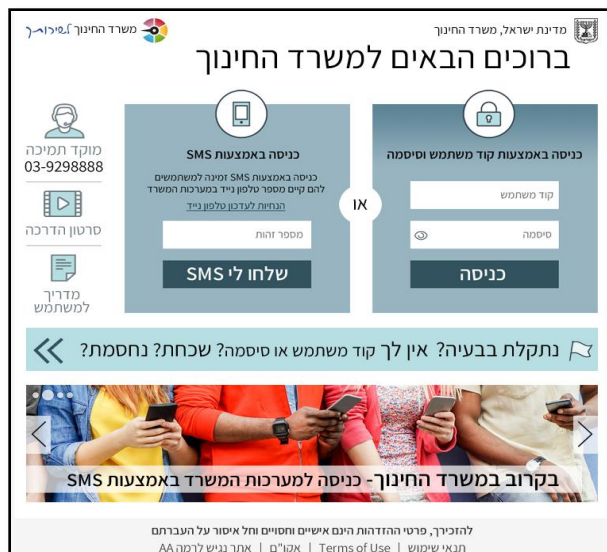 מדינת ישראל, משרד החינוך
משרד החינוך לשירותך
ברוכים הבאים למשרד החינוך
כניסה באמצעות קוד משתמש וסיסמה
קוד משתמש
סיסמה
כניסה
או
כניסה באמצעות SMS
כניסה באמצעות SMS זמינה למשתמשים
להם קיים מספר טלפון נייד במערכות המשרד
הנחיות לעדכון טלפון נייד
מספר זהות
שלחו לי SMS
מוקד תמיכה
03-9298888
סרטון הדרכה
מדריך
למשתמש
נתקלת בבעיה? אין לך קוד משתמש או סיסמה? שכחת? נחסמת?
בקרוב במשרד החינוך- כניסה למערכות המשרד באמצעות SMS
להזכירך, פרטי ההזדהות הינם אישיים וחסויים וחל איסור על העברתם
תנאי שימוש | Terms of Use | אקו"ם | אתר נגיש לרמה AA